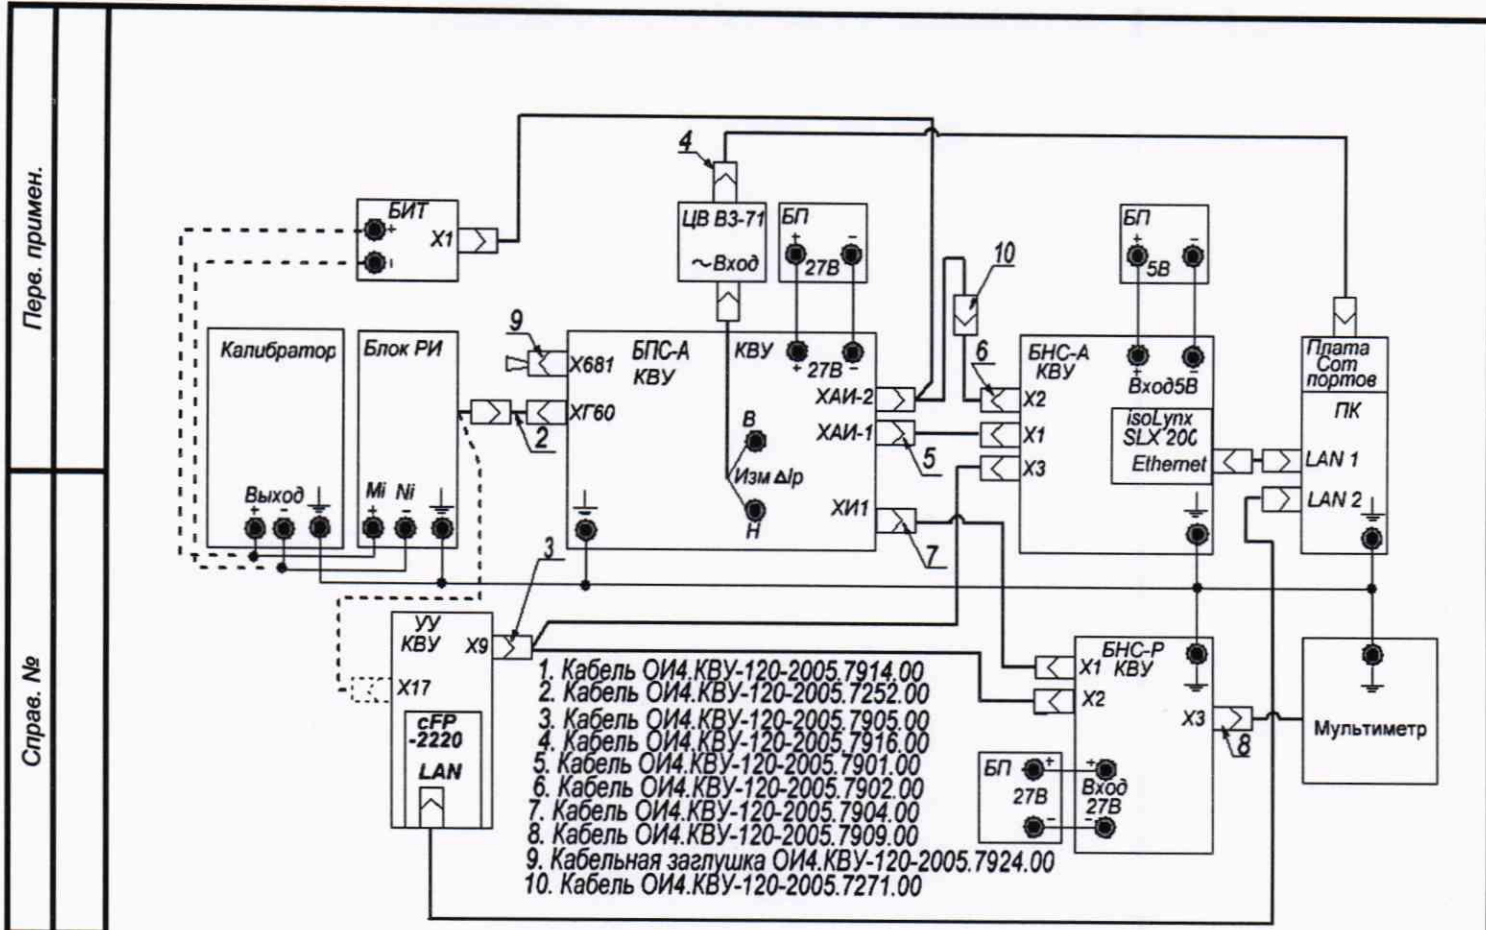 Перв. примен.
Справ. №
БИТ
+
X1
4
ЦВ В3-71
~Вход
БП
+ -
27В
10
БП
+ -
5В
Калибратор
Выход
+ -
Блок РИ
Mi Ni
+ -
9
X681
ХГ60
2
БПС-А
КВУ
КВУ
+ 27В -
ХАИ-2
ХАИ-1
В
Изм ΔIр
Н
ХИ1
5
7
6
БНС-А
КВУ
+ -
Вход5В
X2
X1
X3
isoLynx
SLX 200
Ethernet
Плата
Com
портов
ПК
LAN 1
LAN 2
3
УУ
КВУ
X9
X17
cFP
-2220
LAN
1. Кабель ОИ4.КВУ-120-2005.7914.00
2. Кабель ОИ4.КВУ-120-2005.7252.00
3. Кабель ОИ4.КВУ-120-2005.7905.00
4. Кабель ОИ4.КВУ-120-2005.7916.00
5. Кабель ОИ4.КВУ-120-2005.7901.00
6. Кабель ОИ4.КВУ-120-2005.7902.00
7. Кабель ОИ4.КВУ-120-2005.7904.00
8. Кабель ОИ4.КВУ-120-2005.7909.00
9. Кабельная заглушка ОИ4.КВУ-120-2005.7924.00
10. Кабель ОИ4.КВУ-120-2005.7271.00
БНС-Р
КВУ
X1
X2
X3
8
БП
+
27В
-
+
Вход
27В
-
Мультиметр